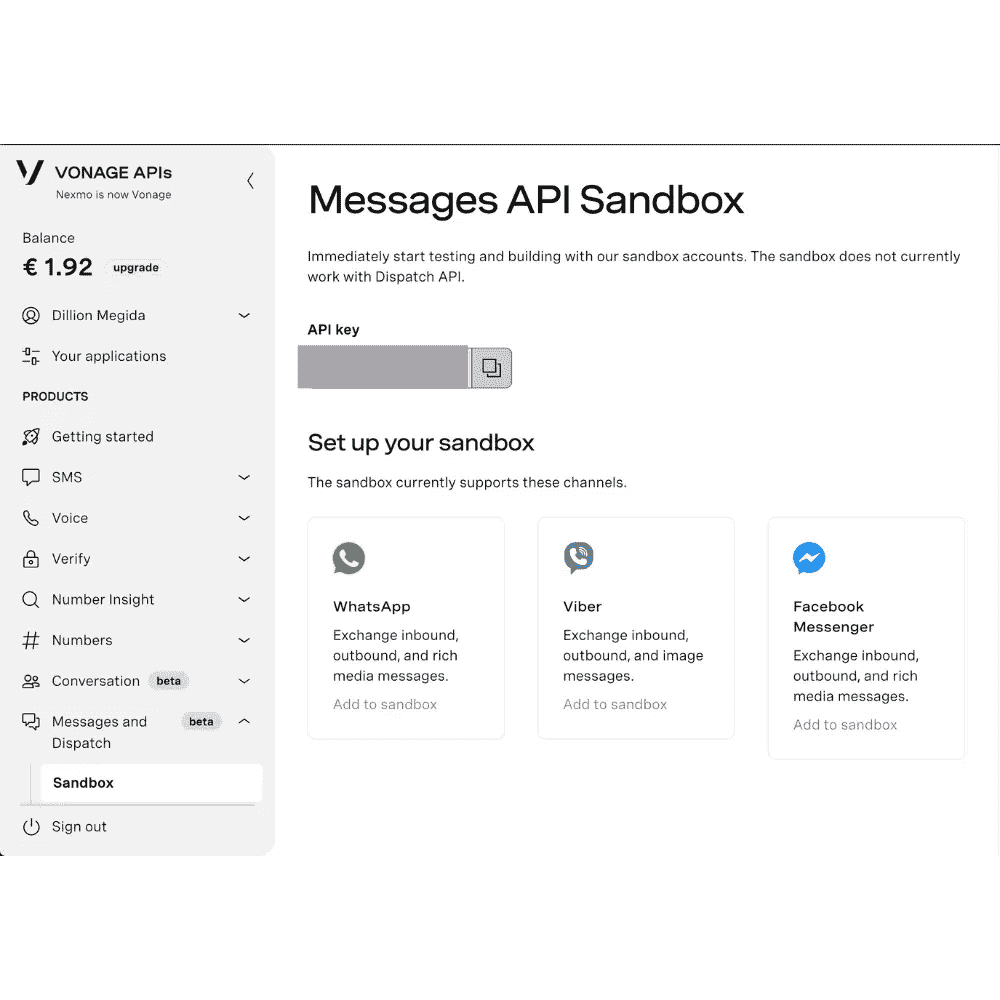 VONAGE APIs
Nexmo is now Vonage
Balance
€ 1.92 upgrade
Dillion Megida
Your applications
PRODUCTS
Getting started
SMS
Voice
Verify
Number Insight
Numbers
Conversation beta
Messages and beta
Dispatch
Sandbox
Sign out
Messages API Sandbox
Immediately start testing and building with our sandbox accounts. The sandbox does not currently
work with Dispatch API.
API key
Set up your sandbox
The sandbox currently supports these channels.
WhatsApp
Exchange inbound,
outbound, and rich
media messages.
Add to sandbox
Viber
Exchange inbound,
outbound, and image
messages.
Add to sandbox
Facebook
Messenger
Exchange inbound,
outbound, and rich
media messages.
Add to sandbox